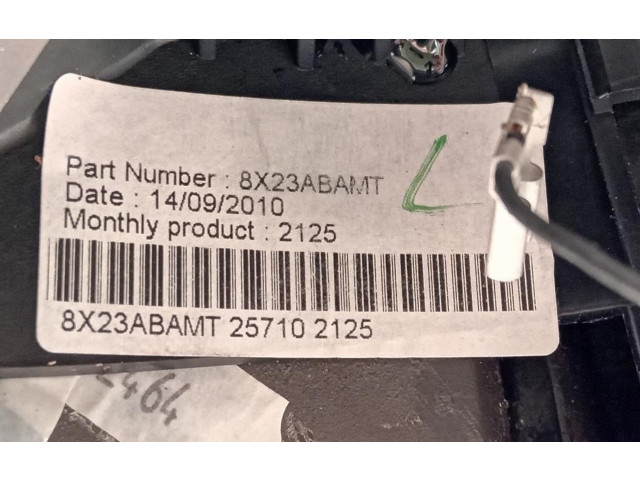 Part Number : 8X23ABAMT
Date : 14/09/2010
Monthly product : 2125
L
8X23ABAMT 25710 2125
2464